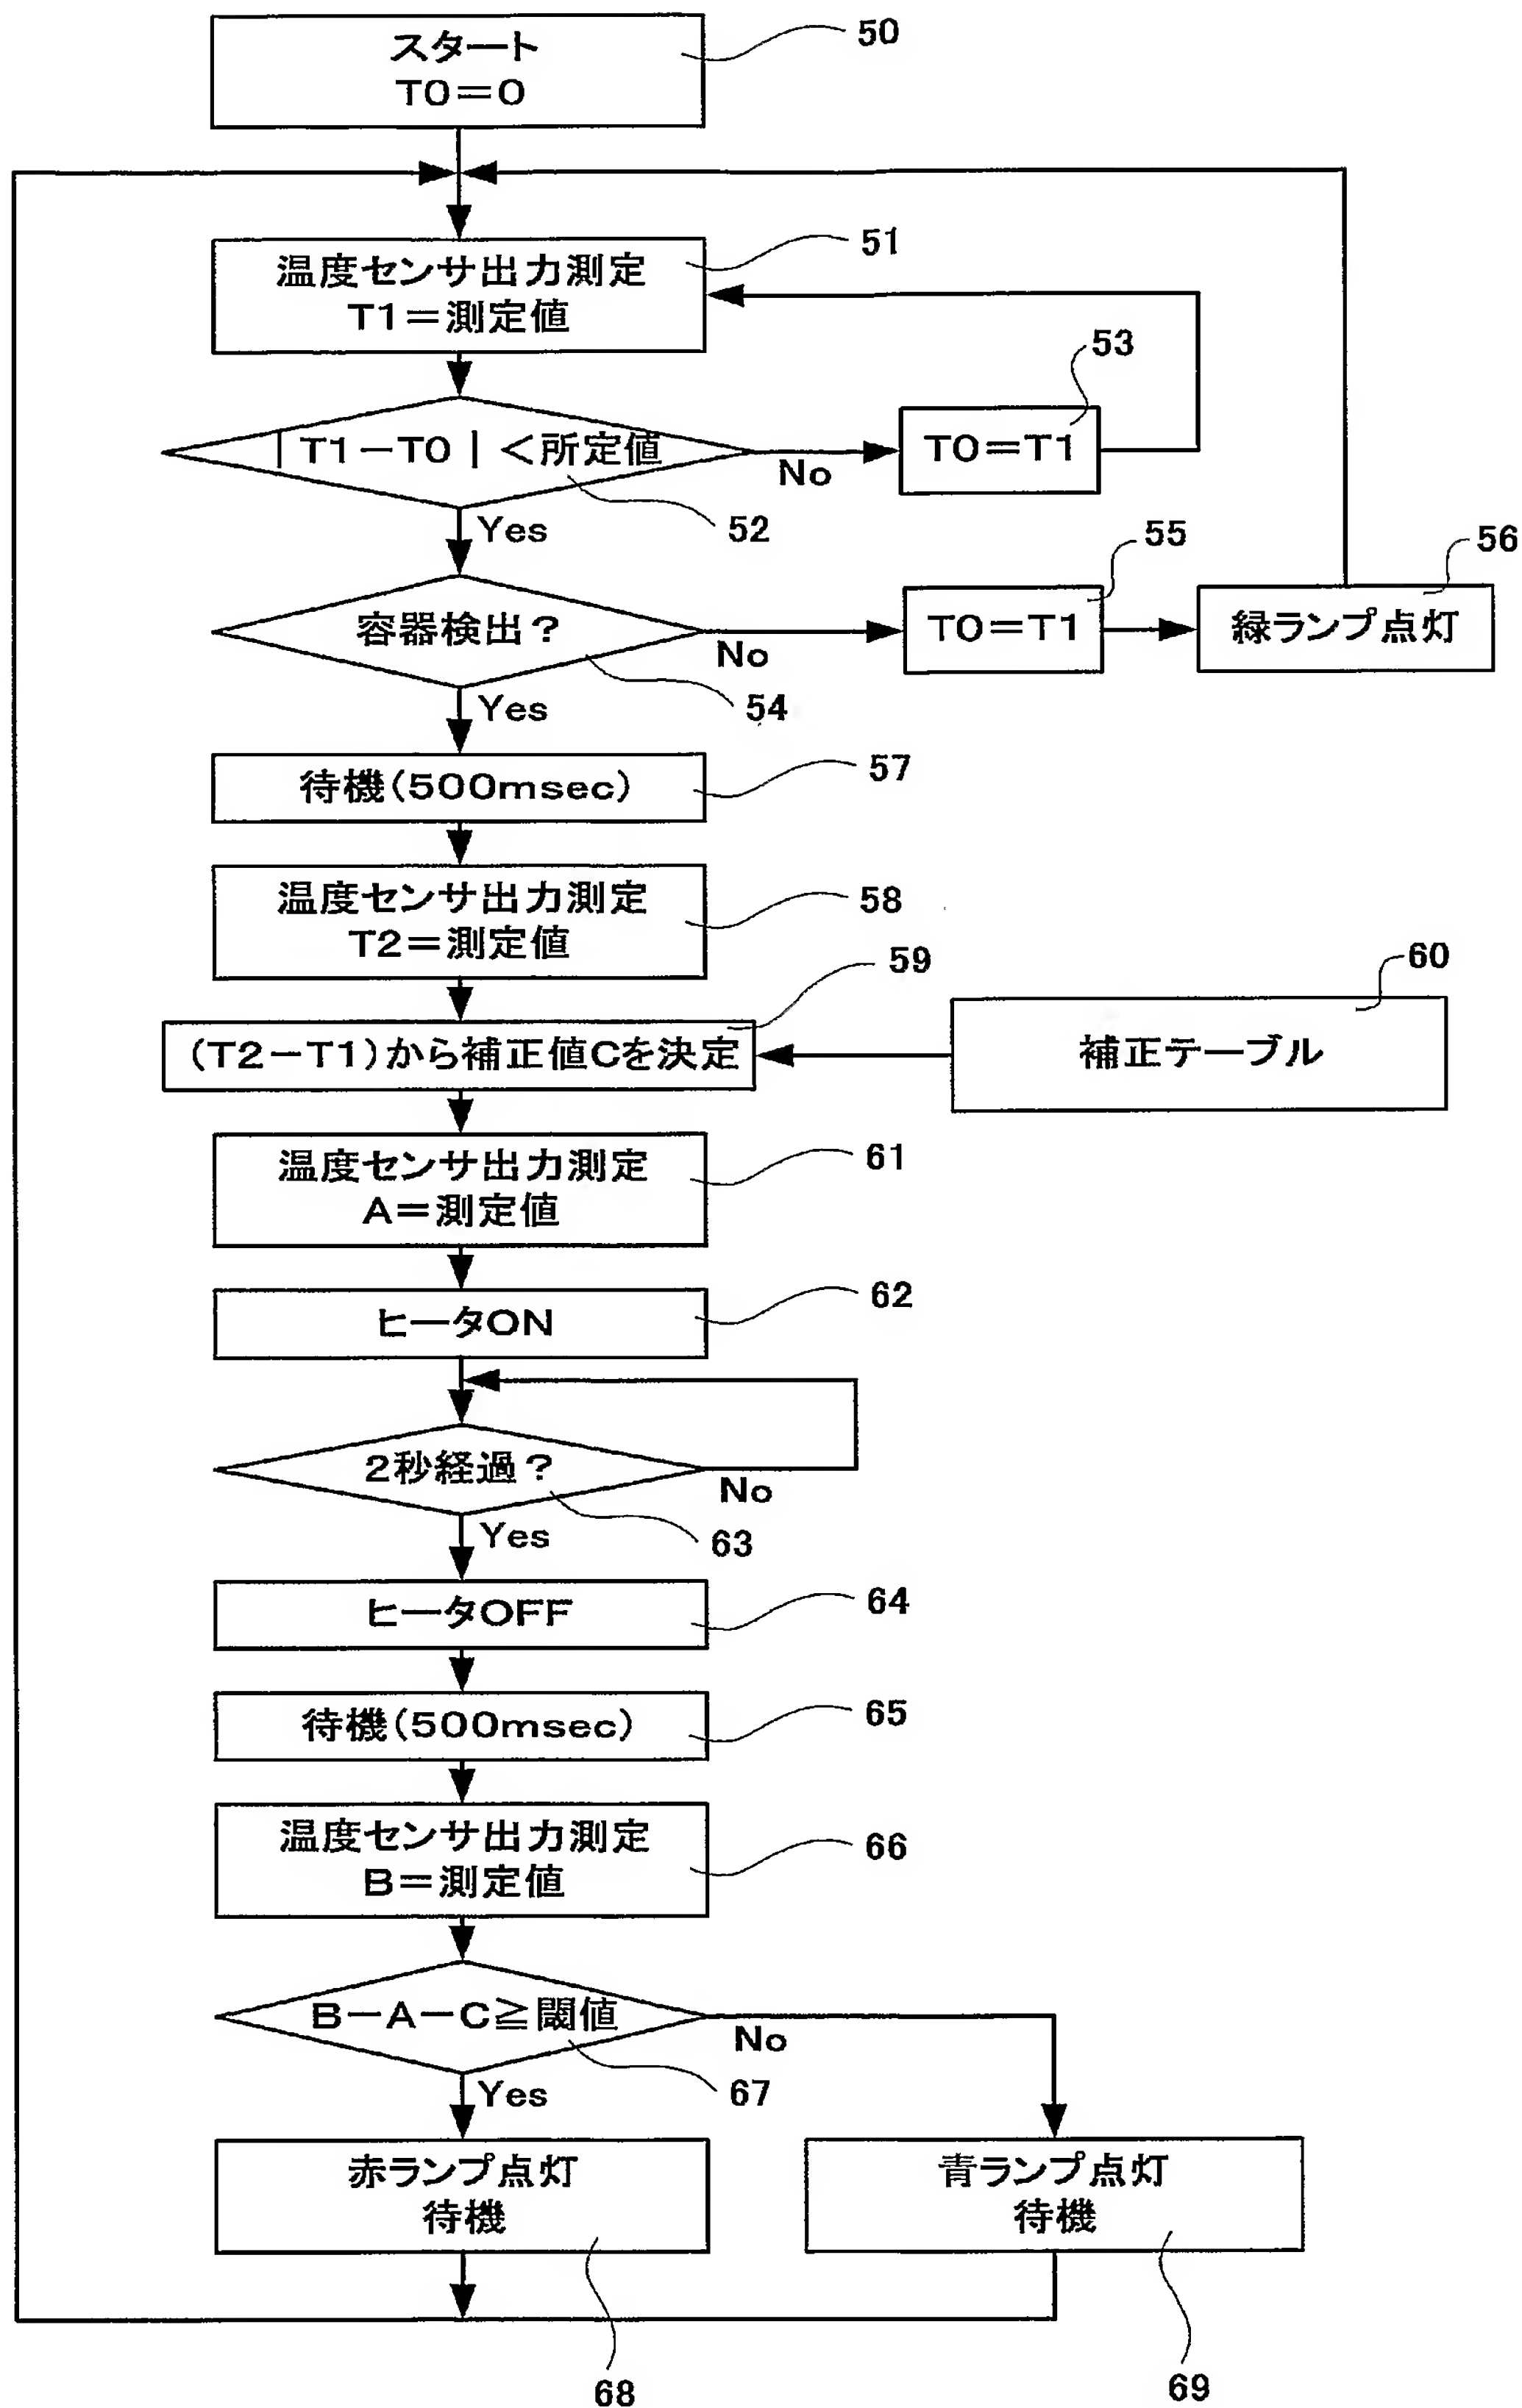 スタート
T0=0
50
温度センサ出力測定
T1=測定値
51
|T1-T0|<所定値
52
No
T0=T1
53
Yes
容器検出?
54
No
T0=T1
55
緑ランプ点灯
56
Yes
待機(500msec)
57
温度センサ出力測定
T2=測定値
58
(T2-T1)から補正値Cを決定
59
補正テーブル
60
温度センサ出力測定
A=測定値
61
ヒータON
62
2秒経過?
63
No
Yes
ヒータOFF
64
待機(500msec)
65
温度センサ出力測定
B=測定値
66
B-A-C≧閾値
67
No
Yes
赤ランプ点灯
待機
68
青ランプ点灯
待機
69